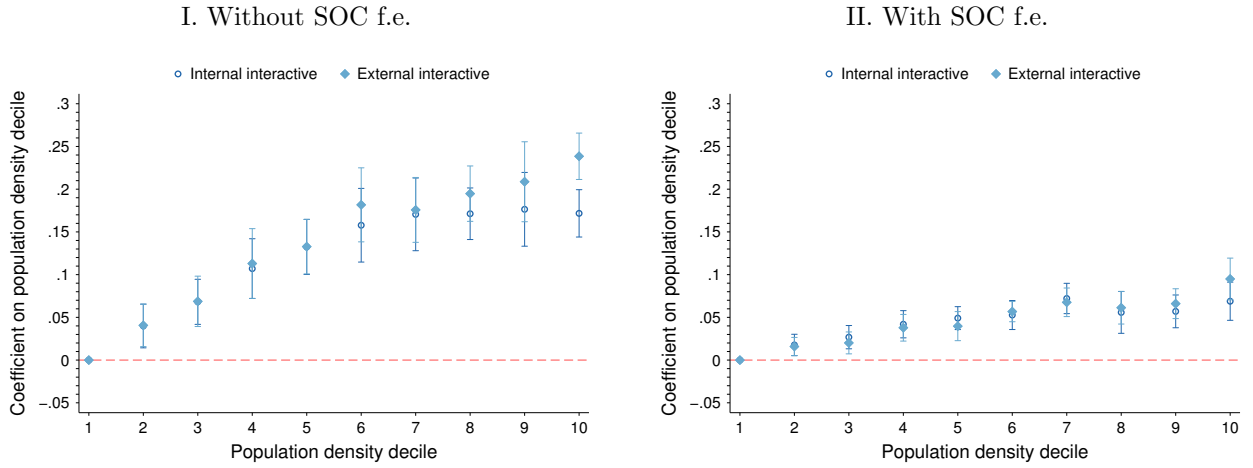 I. Without SOC f.e.
Internal interactive External interactive
Coefficient on population density decile
.3
.25
.2
.15
.1
.05
0
−.05
1 2 3 4 5 6 7 8 9 10
Population density decile
II. With SOC f.e.
Internal interactive External interactive
Coefficient on population density decile
.3
.25
.2
.15
.1
.05
0
−.05
1 2 3 4 5 6 7 8 9 10
Population density decile